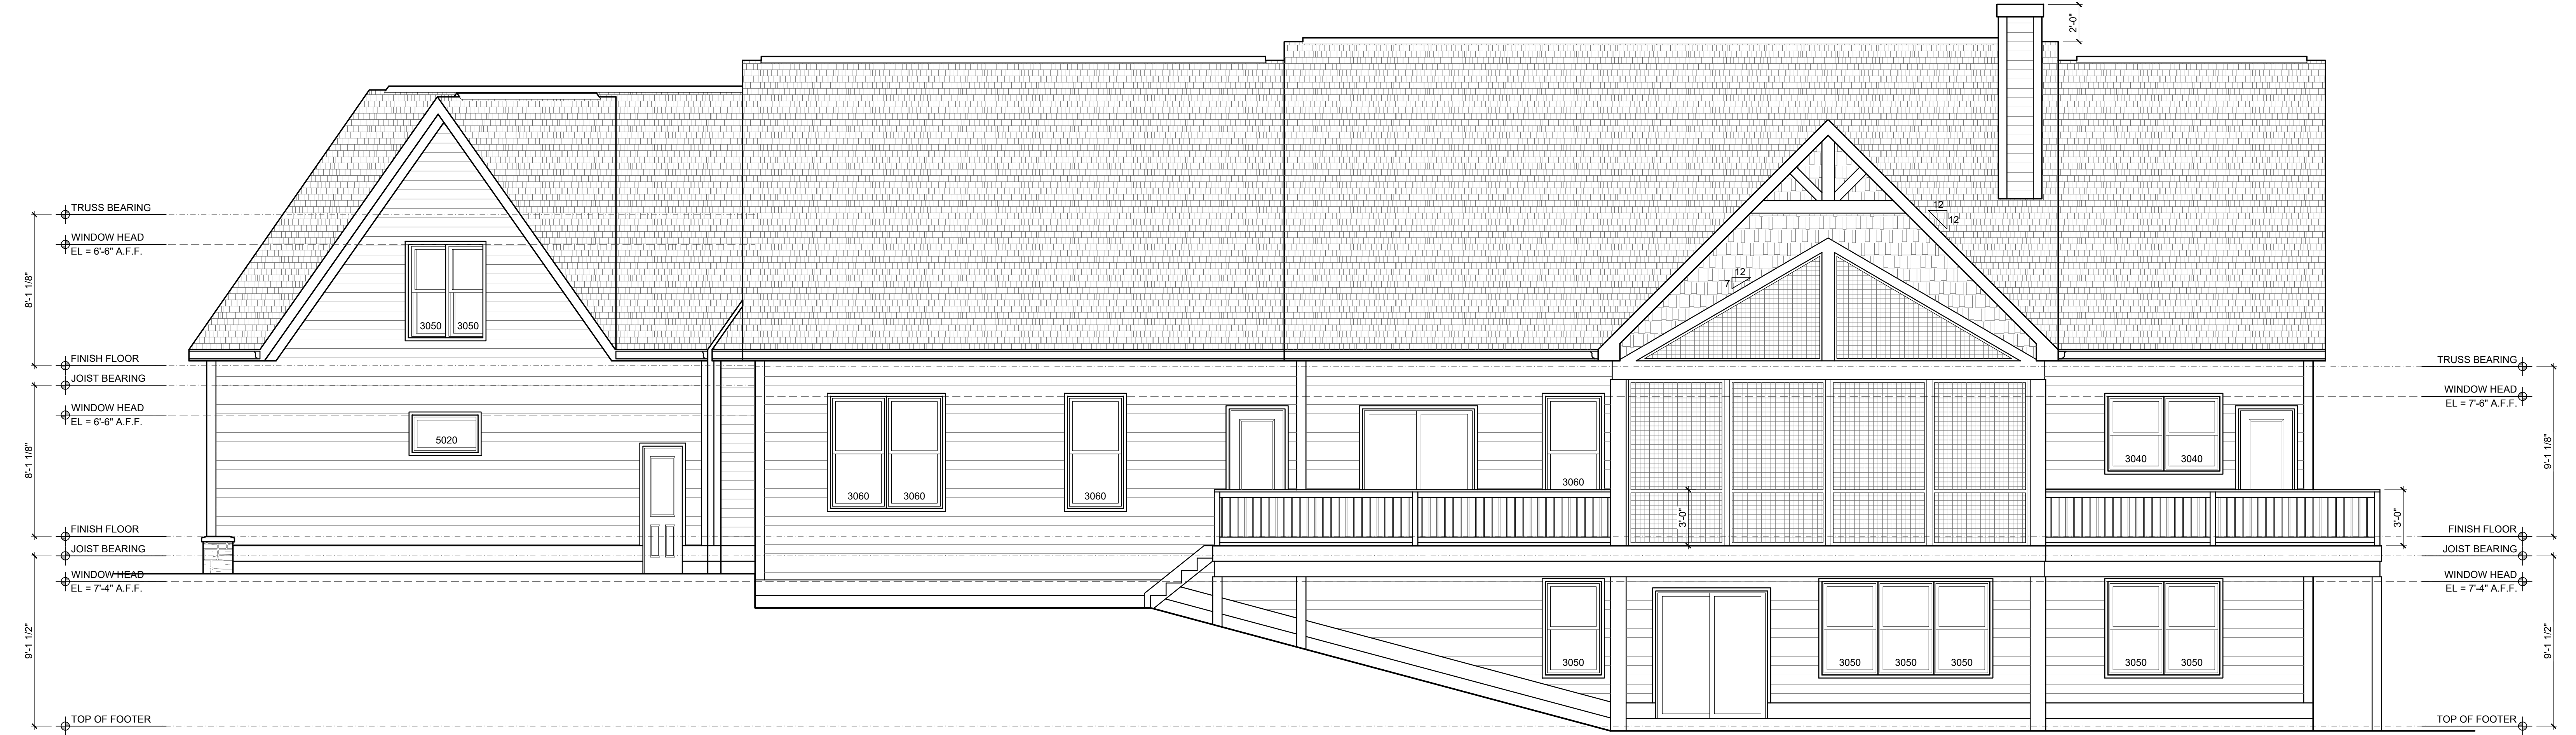 2'-0"
TRUSS BEARING
WINDOW HEAD
EL = 6'-6" A.F.F.
8'-1 1/8"
FINISH FLOOR
JOIST BEARING
WINDOW HEAD
EL = 6'-6" A.F.F.
8'-1 1/8"
FINISH FLOOR
JOIST BEARING
WINDOW HEAD
EL = 7'-4" A.F.F.
9'-1 1/2"
TOP OF FOOTER
3050 3050
5020
3060 3060
3060
3060
12
12
12
7
3'-0"
3040 3040
3'-0"
3050
3050 3050 3050
3050 3050
TRUSS BEARING
WINDOW HEAD
EL = 7'-6" A.F.F.
9'-1 1/8"
FINISH FLOOR
JOIST BEARING
WINDOW HEAD
EL = 7'-4" A.F.F.
9'-1 1/2"
TOP OF FOOTER